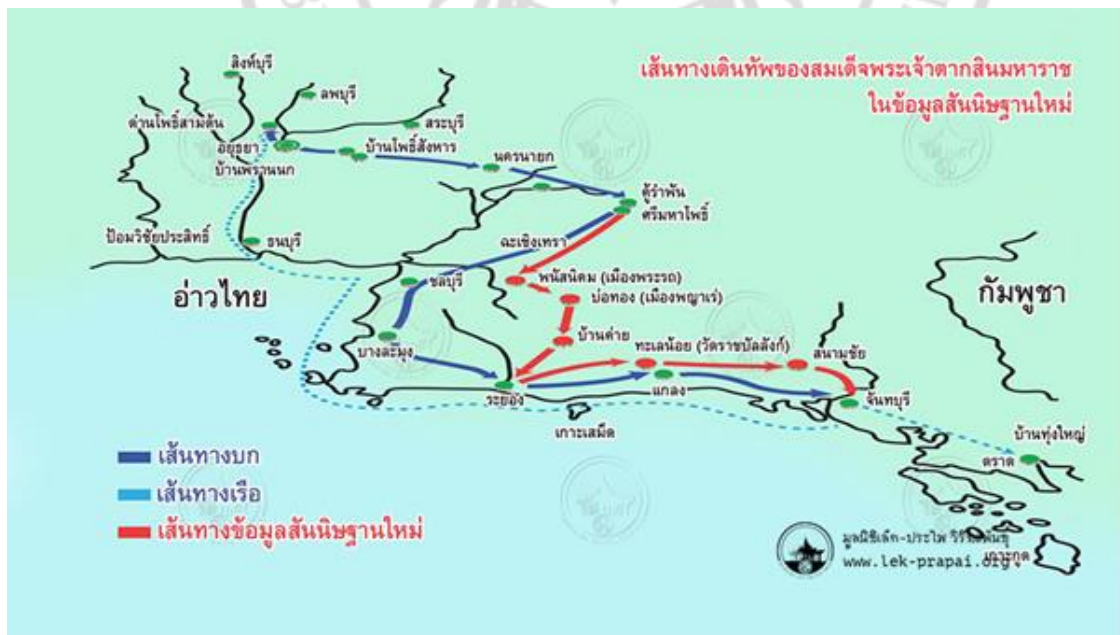 เส้นทางเดินทัพของสมเด็จพระเจ้าตากสินมหาราช
ในข้อมูลสันนิษฐานใหม่
สิงห์บุรี
ลพบุรี
ด่านโพธิ์สามต้น
สระบุรี
อยุธยา
บ้านโพธิ์สังหาร
บ้านพรานนก
นครนายก
คู้รำพัน
ศรีมหาโพธิ์
ป้อมวิชัยประสิทธิ์
ธนบุรี
ฉะเชิงเทรา
อ่าวไทย
ชลบุรี
พนัสนิคม (เมืองพระรถ)
กัมพูชา
บ่อทอง (เมืองพญาเร่)
บ้านค่าย
ทะเลน้อย (วัดราชบัลลังก์)
สนามชัย
บางละมุง
ระยอง
แกลง
จันทบุรี
เกาะเสม็ด
บ้านทุ่งใหญ่
ตราด
เส้นทางบก
เส้นทางเรือ
เส้นทางข้อมูลสันนิษฐานใหม่
มูลนิธิเล็ก-ประไพ วิริยะพันธุ์
www.lek-prapai.org
เกาะกูด